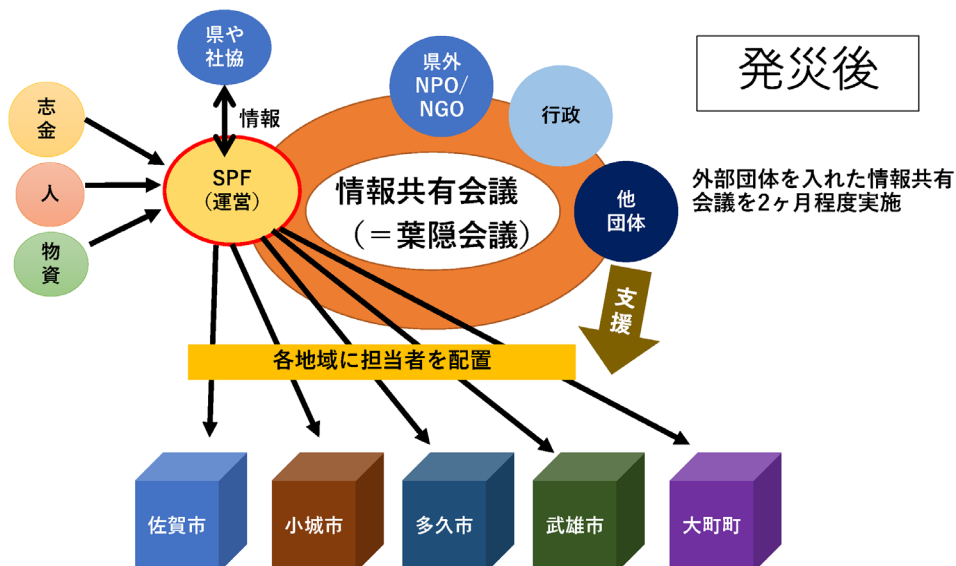 県や
社協
県外
NPO/
NGO
発災後
志
金
情報
行政
人
SPF
（運営）
情報共有会議
（＝葉隠会議）
他
団体
外部団体を入れた情報共有
会議を2ヶ月程度実施
物
資
支
援
各地域に担当者を配置
佐賀市
小城市
多久市
武雄市
大町町